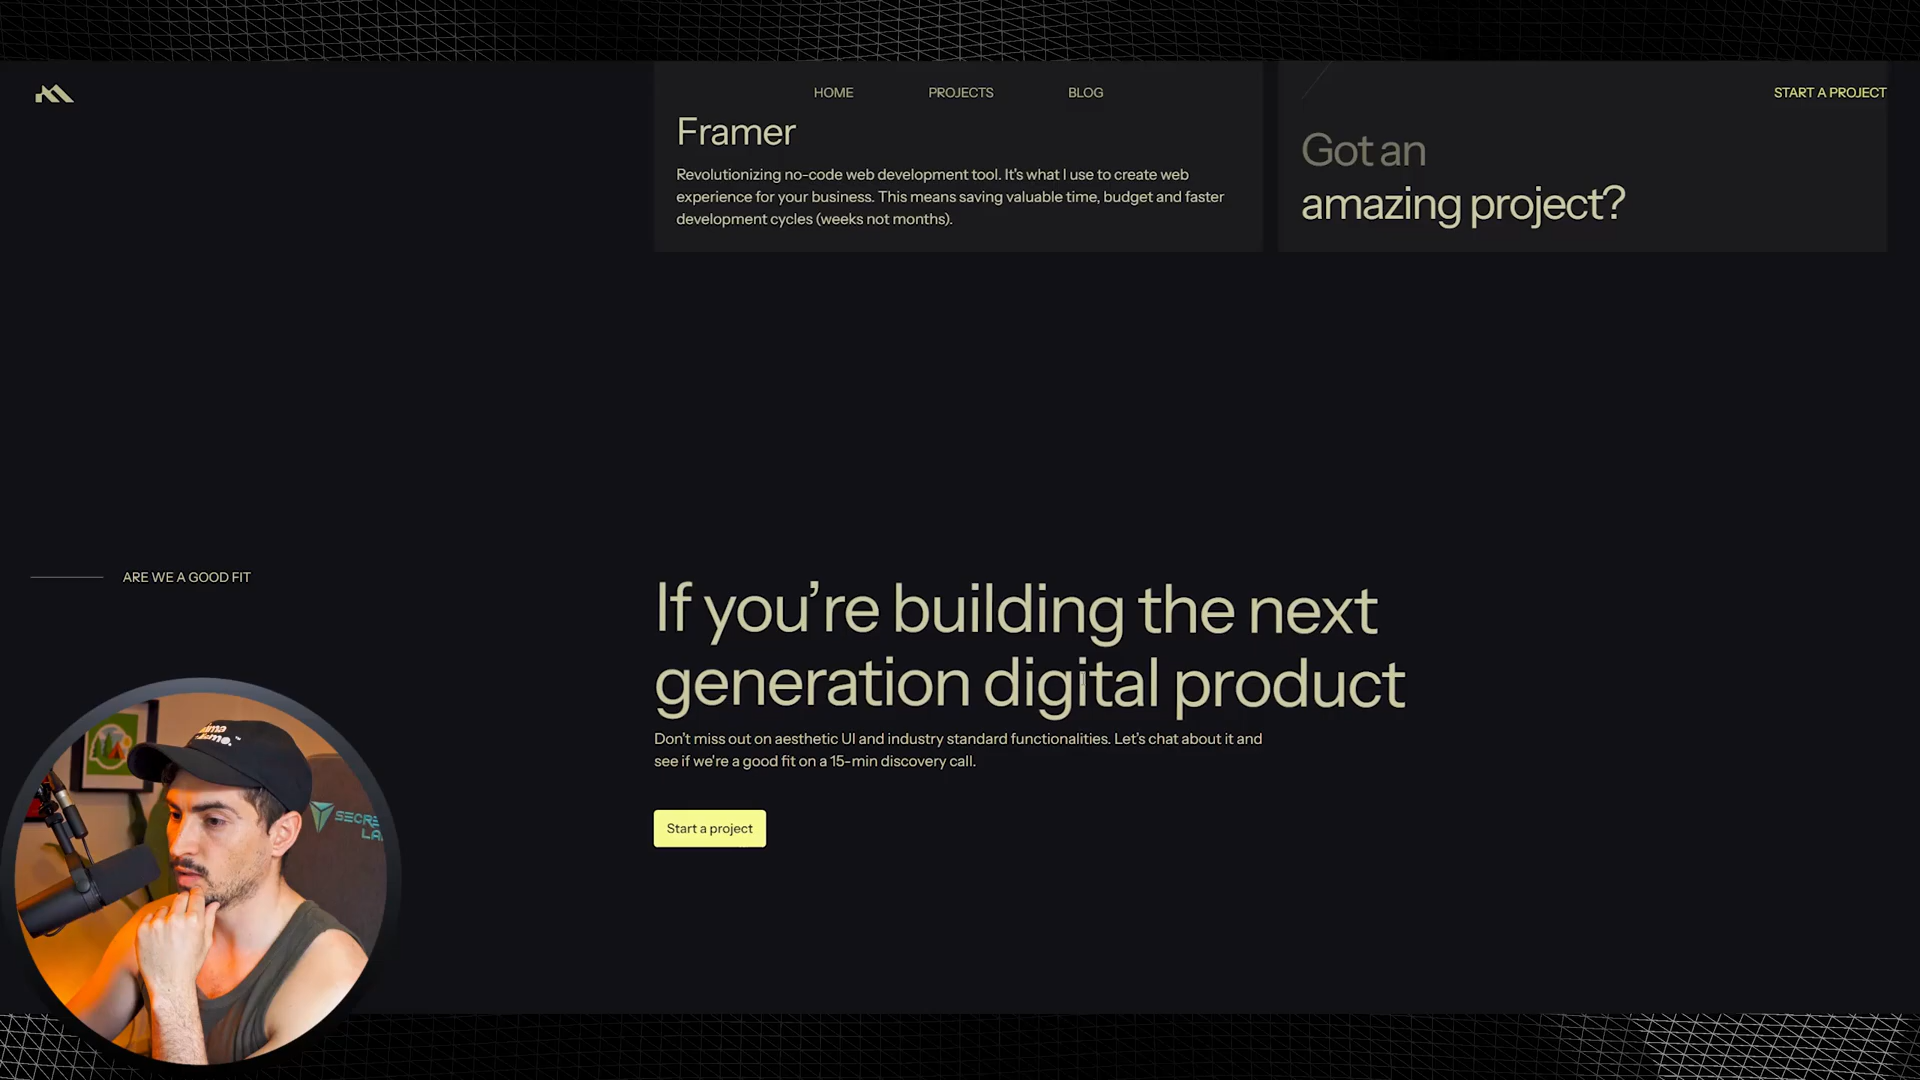 HOME PROJECTS BLOG START A PROJECT
Framer
Revolutionizing no-code web development tool. It's what I use to create web
experience for your business. This means saving valuable time, budget and faster
development cycles (weeks not months).
Got an
amazing project?
ARE WE A GOOD FIT
If you’re building the next
generation digital product
Don't miss out on aesthetic UI and industry standard functionalities. Let's chat about it and
see if we're a good fit on a 15-min discovery call.
Start a project